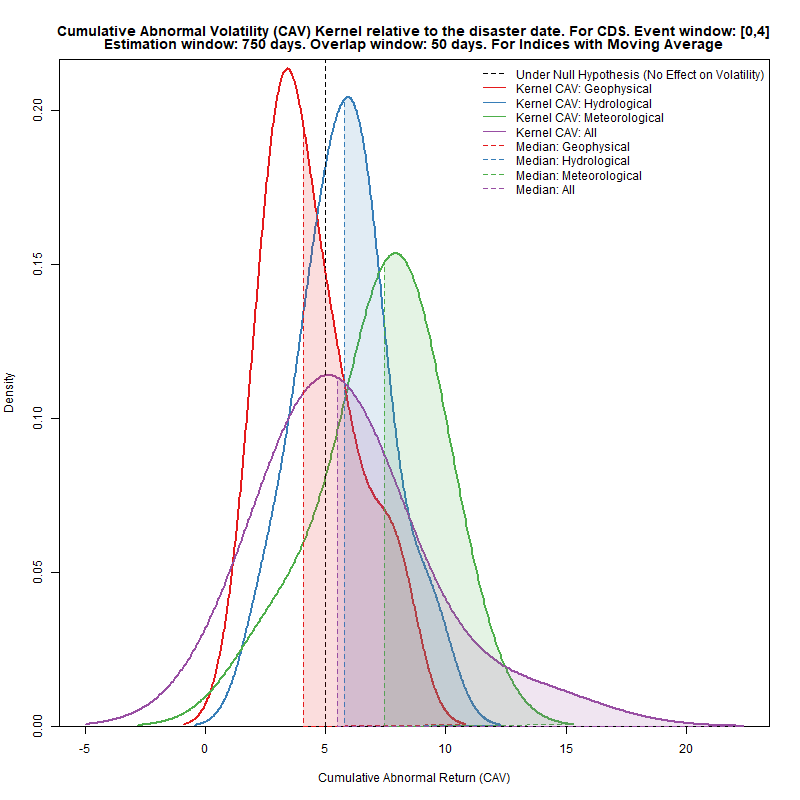 Cumulative Abnormal Volatility (CAV) Kernel relative to the disaster date. For CDS. Event window: [0,4]
Estimation window: 750 days. Overlap window: 50 days. For Indices with Moving Average
Under Null Hypothesis (No Effect on Volatility)
Kernel CAV: Geophysical
Kernel CAV: Hydrological
Kernel CAV: Meteorological
Kernel CAV: All
Median: Geophysical
Median: Hydrological
Median: Meteorological
Median: All
Density
0.20
0.15
0.10
0.05
0.00
-5 0 5 10 15 20
Cumulative Abnormal Return (CAV)